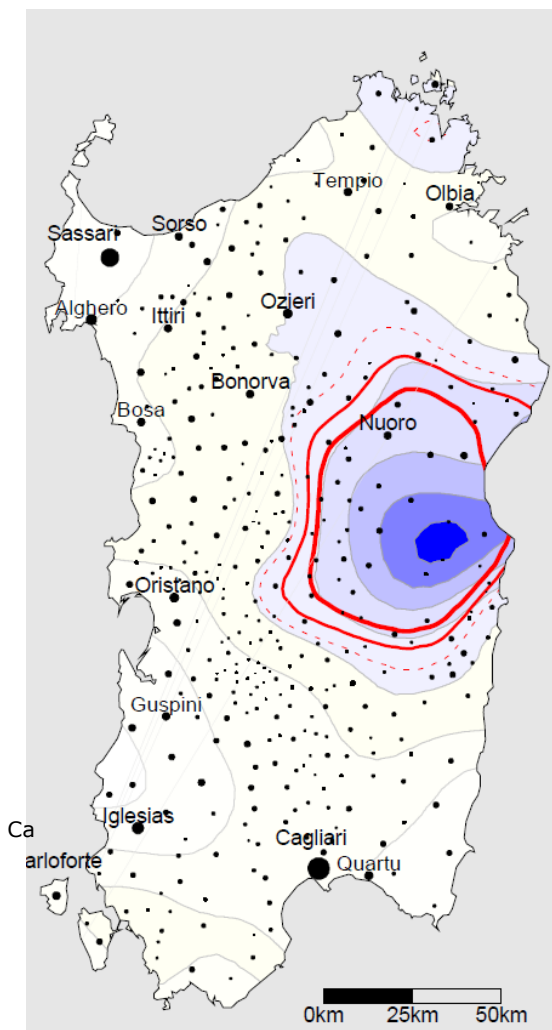 Tempio
Olbia
Sorso
Sassari
Ozieri
Alghero
Ittiri
Bonorva
Bosa
Nuoro
Oristano
Guspini
Iglesias
Ca
Cagliari
arloforte
Quartu
0km 25km 50km